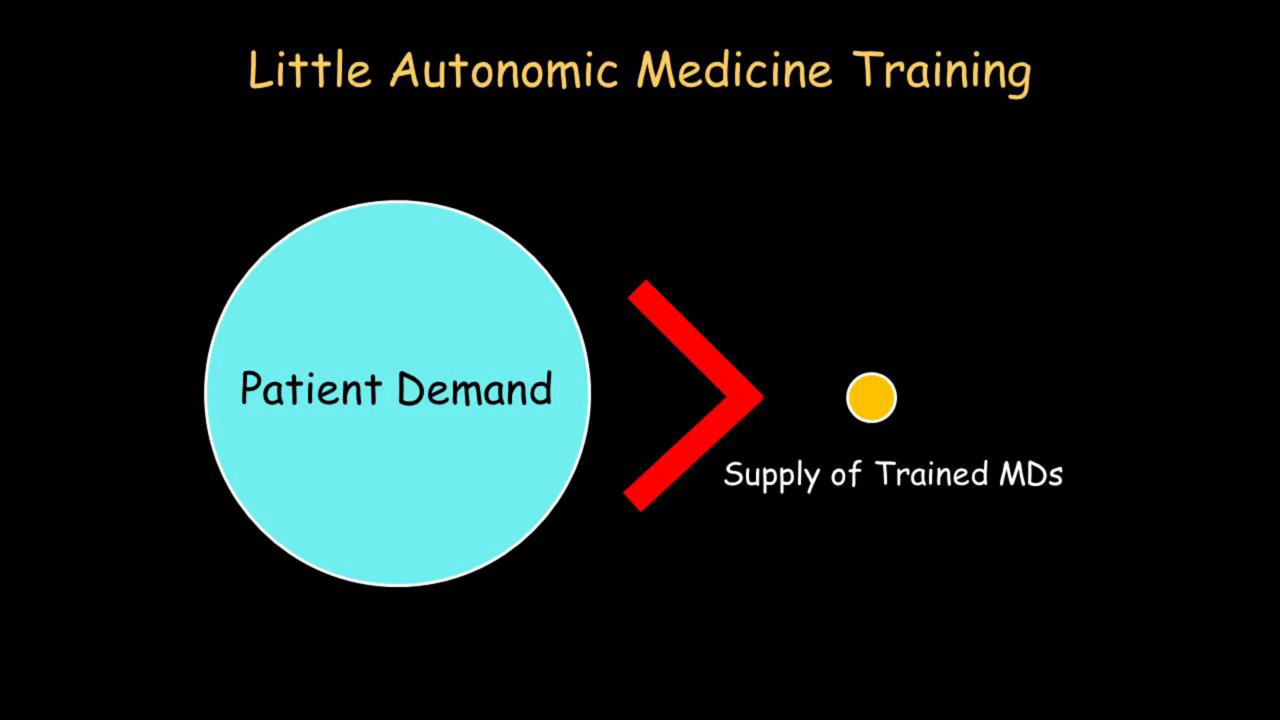 Little Autonomic Medicine Training
Patient Demand
Supply of Trained MDs